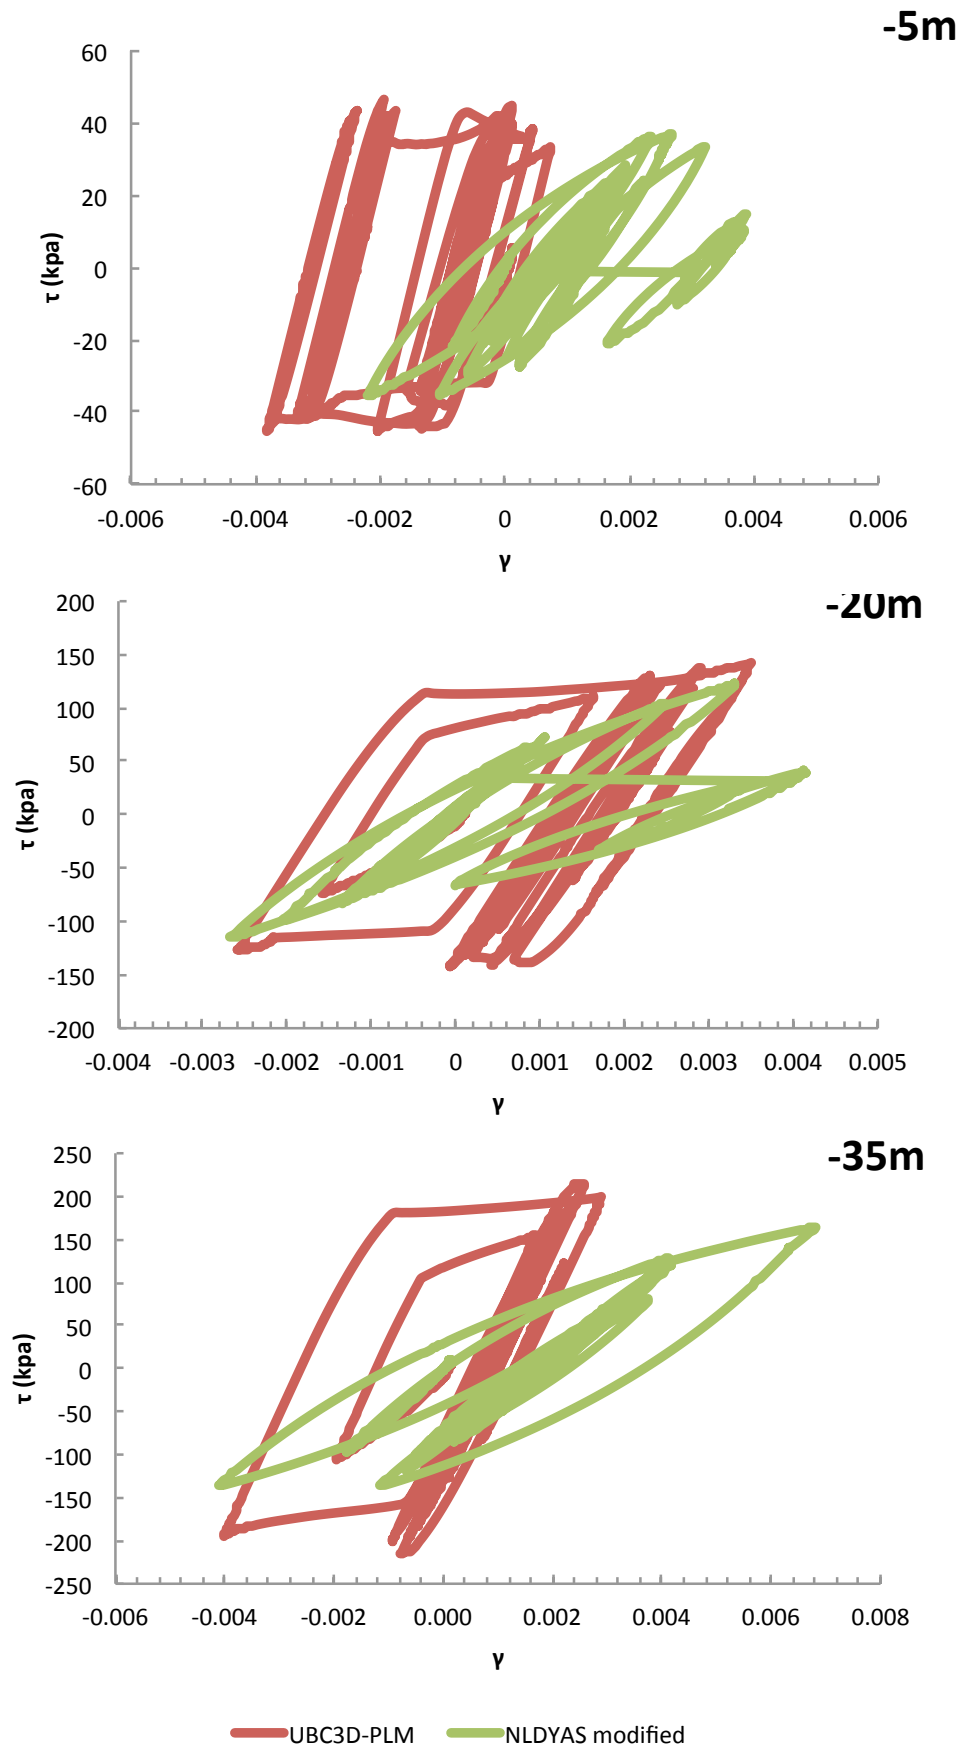 -5m
60
40
20
0
-20
-40
-60
τ (kpa)
-0.006 -0.004 -0.002 0 0.002 0.004 0.006
γ
-20m
200
150
100
50
0
-50
-100
-150
-200
τ (kpa)
-0.004 -0.003 -0.002 -0.001 0 0.001 0.002 0.003 0.004 0.005
γ
-35m
250
200
150
100
50
0
-50
-100
-150
-200
-250
τ (kpa)
-0.006 -0.004 -0.002 0.000 0.002 0.004 0.006 0.008
γ
UBC3D-PLM NLDYAS modified